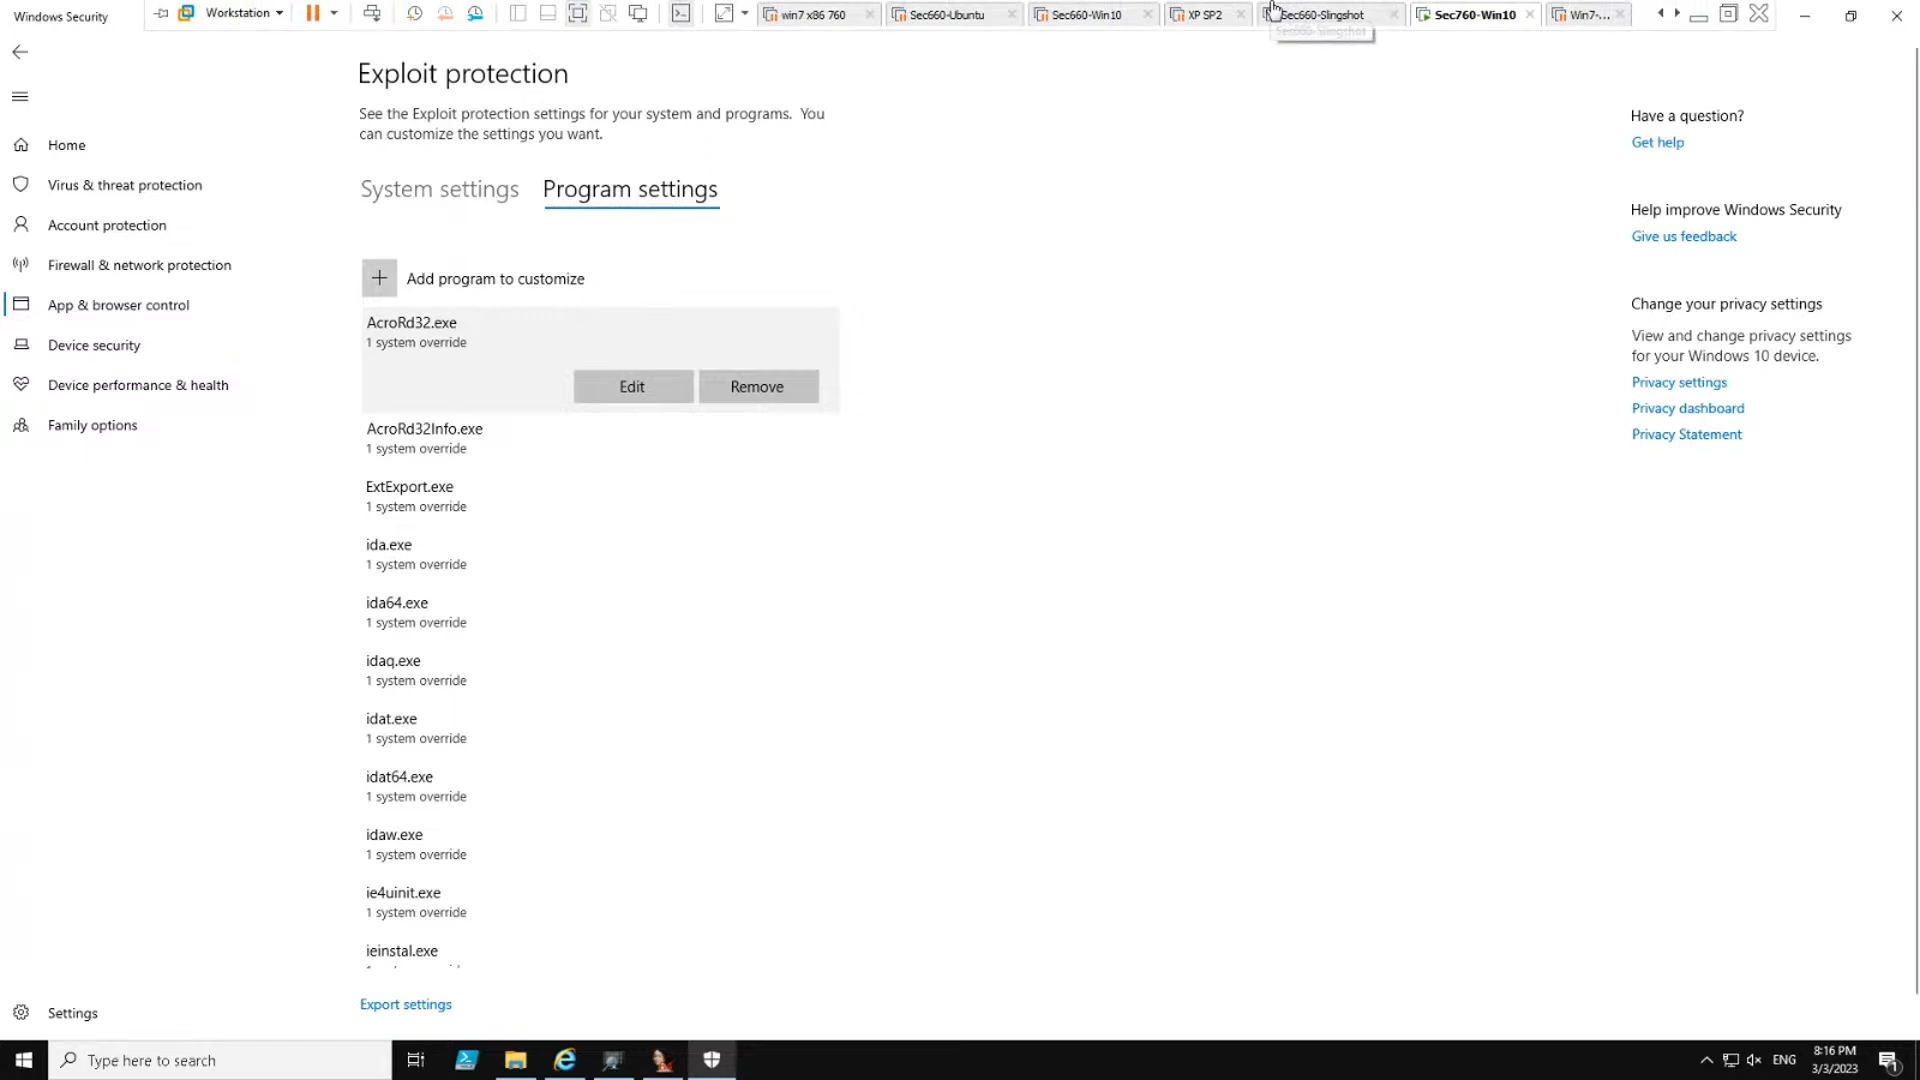 Windows Security
Workstation
win7 x86 760
Sec660-Ubuntu
Sec660-Win10
XP SP2
Sec660-Slingshot
Sec760-Win10
Win7-...
Sec660-Slingshot
Exploit protection
See the Exploit protection settings for your system and programs. You
can customize the settings you want.
Home
Virus & threat protection
Account protection
Firewall & network protection
App & browser control
Device security
Device performance & health
Family options
System settings
Program settings
Add program to customize
AcroRd32.exe
1 system override
Edit
Remove
AcroRd32Info.exe
1 system override
ExtExport.exe
1 system override
ida.exe
1 system override
ida64.exe
1 system override
idaq.exe
1 system override
idat.exe
1 system override
idat64.exe
1 system override
idaw.exe
1 system override
ie4uinit.exe
1 system override
ieinstal.exe
Export settings
Have a question?
Get help
Help improve Windows Security
Give us feedback
Change your privacy settings
View and change privacy settings
for your Windows 10 device.
Privacy settings
Privacy dashboard
Privacy Statement
Settings
Type here to search
ENG
8:16 PM
3/3/2023
1